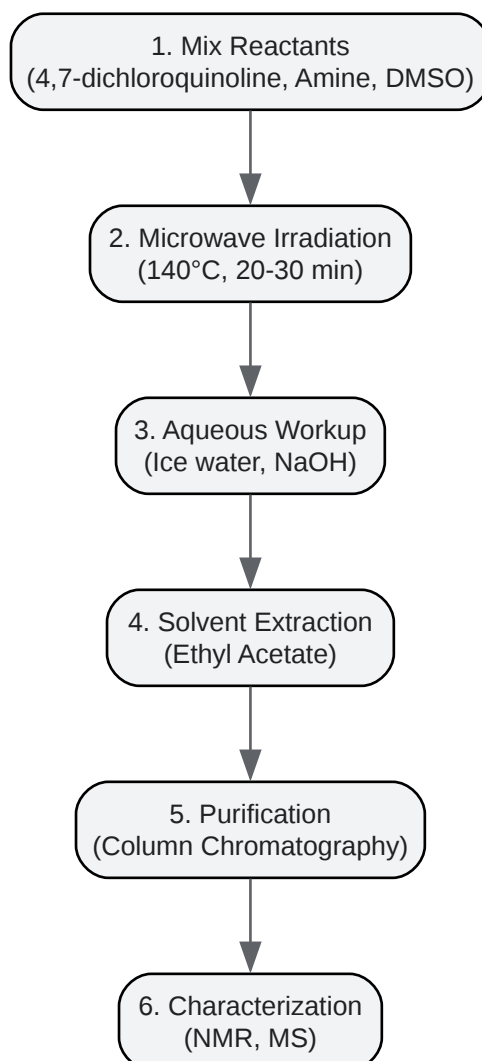 1. Mix Reactants
(4,7-dichloroquinoline, Amine, DMSO)
2. Microwave Irradiation
(140°C, 20-30 min)
3. Aqueous Workup
(Ice water, NaOH)
4. Solvent Extraction
(Ethyl Acetate)
5. Purification
(Column Chromatography)
6. Characterization
(NMR, MS)